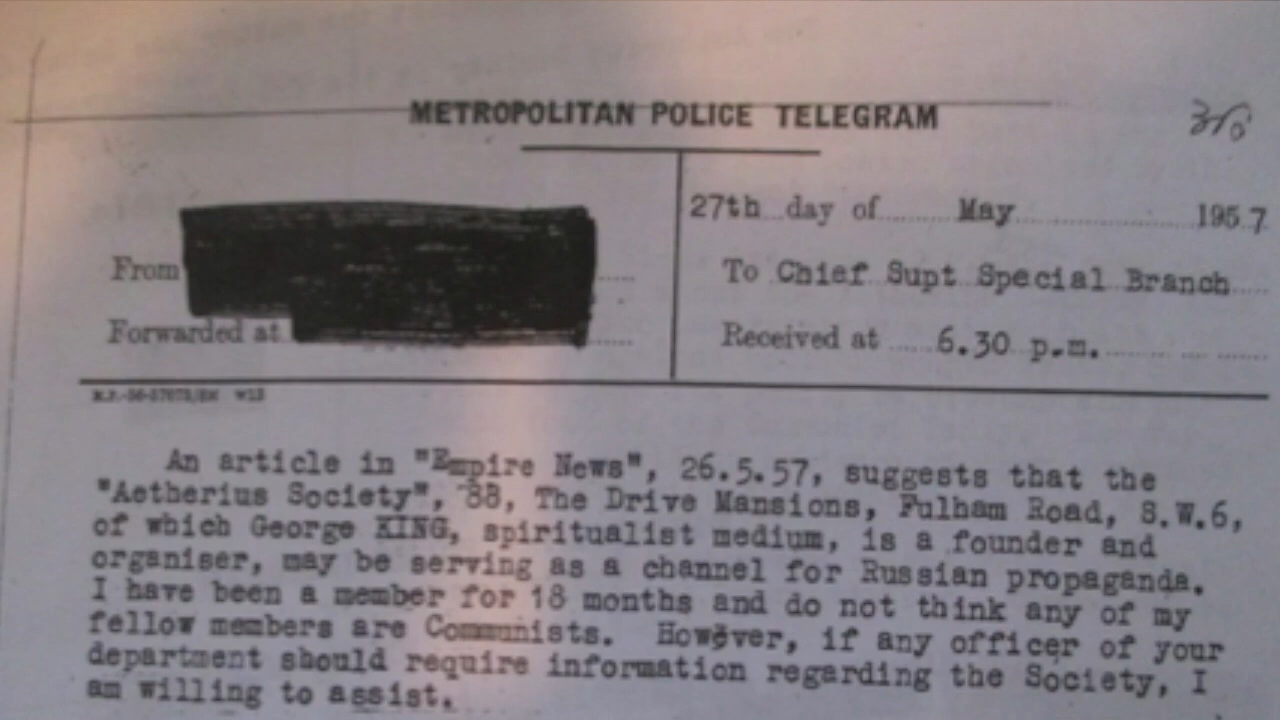 METROPOLITAN POLICE TELEGRAM
27th day of May 1957
From
To Chief Supt Special Branch
Forwarded at
Received at 6.30 p.m.
An article in "Empire News", 26.5.57, suggests that the
"Aetherius Society", 88, The Drive Mansions, Fulham Road, S.W.6,
of which George KING, spiritualist medium, is a founder and
organiser, may be serving as a channel for Russian propaganda.
I have been a member for 18 months and do not think any of my
fellow members are Communists. However, if any officer of your
department should require information regarding the Society, I
am willing to assist.